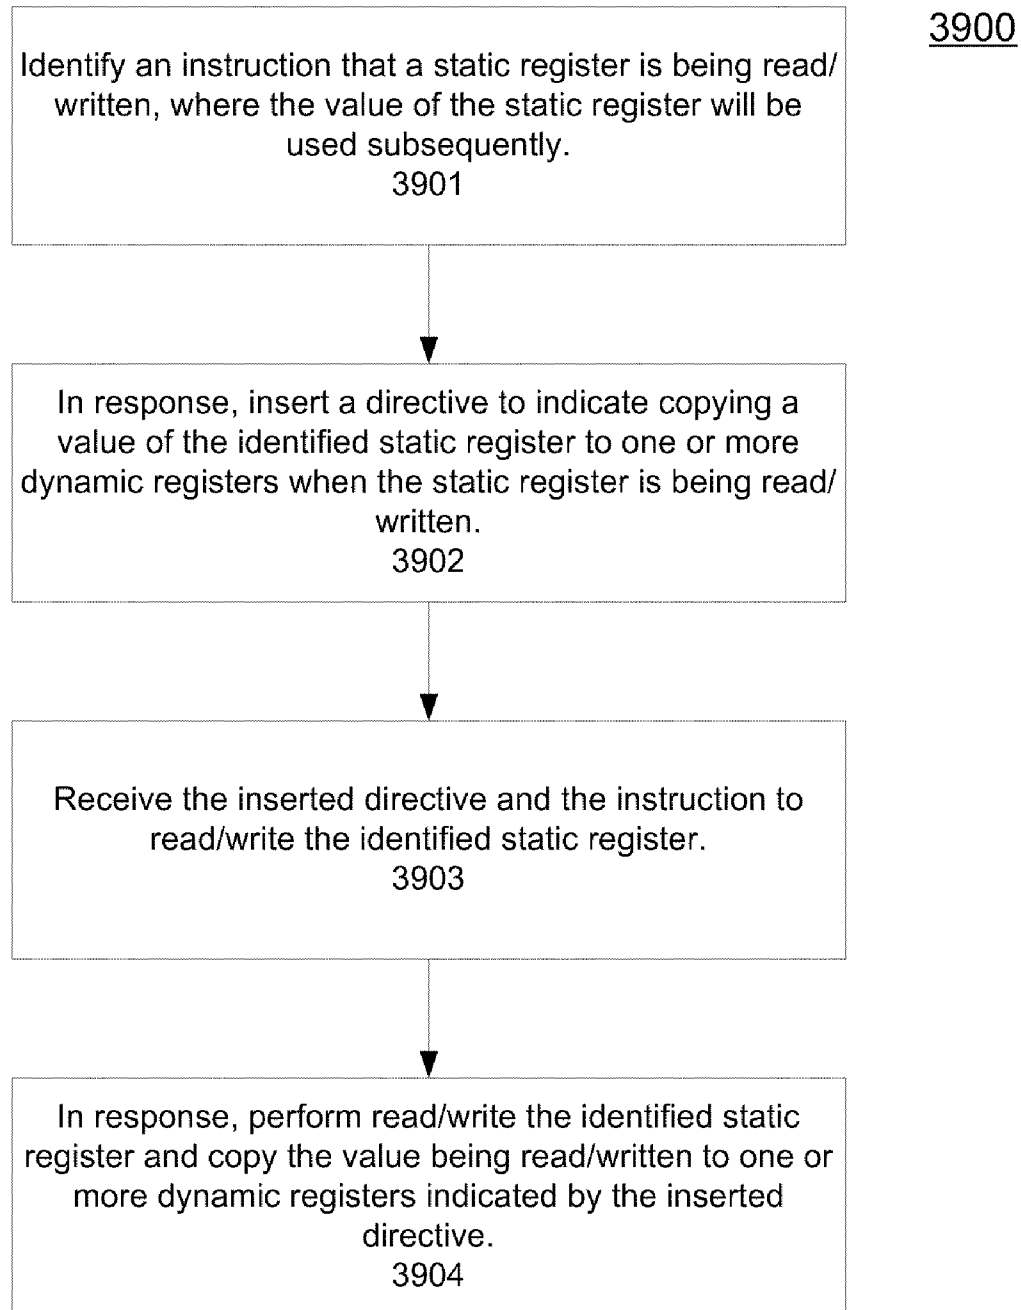 3900
Identify an instruction that a static register is being read/
written, where the value of the static register will be
used subsequently.
3901
In response, insert a directive to indicate copying a
value of the identified static register to one or more
dynamic registers when the static register is being read/
written.
3902
Receive the inserted directive and the instruction to
read/write the identified static register.
3903
In response, perform read/write the identified static
register and copy the value being read/written to one or
more dynamic registers indicated by the inserted
directive.
3904